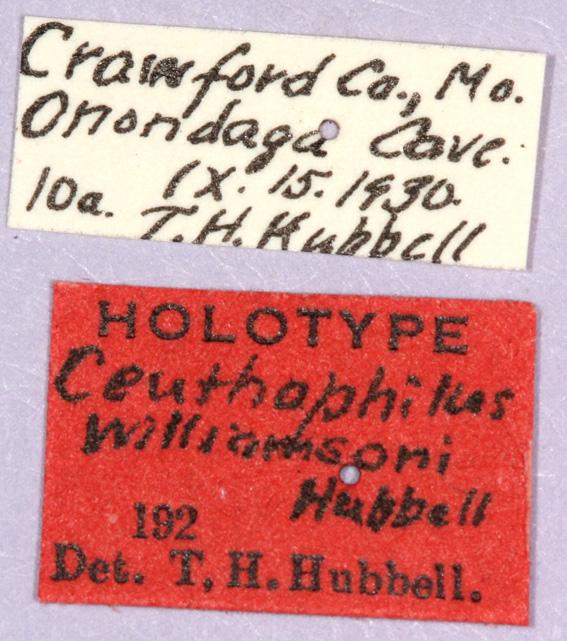 Crawford Co., Mo.
Onondaga Cave.
IX. 15. 1930.
10a. T.H. Hubbell
HOLOTYPE
Ceuthophilus
williamsoni
Hubbell
192
Det. T. H. Hubbell.